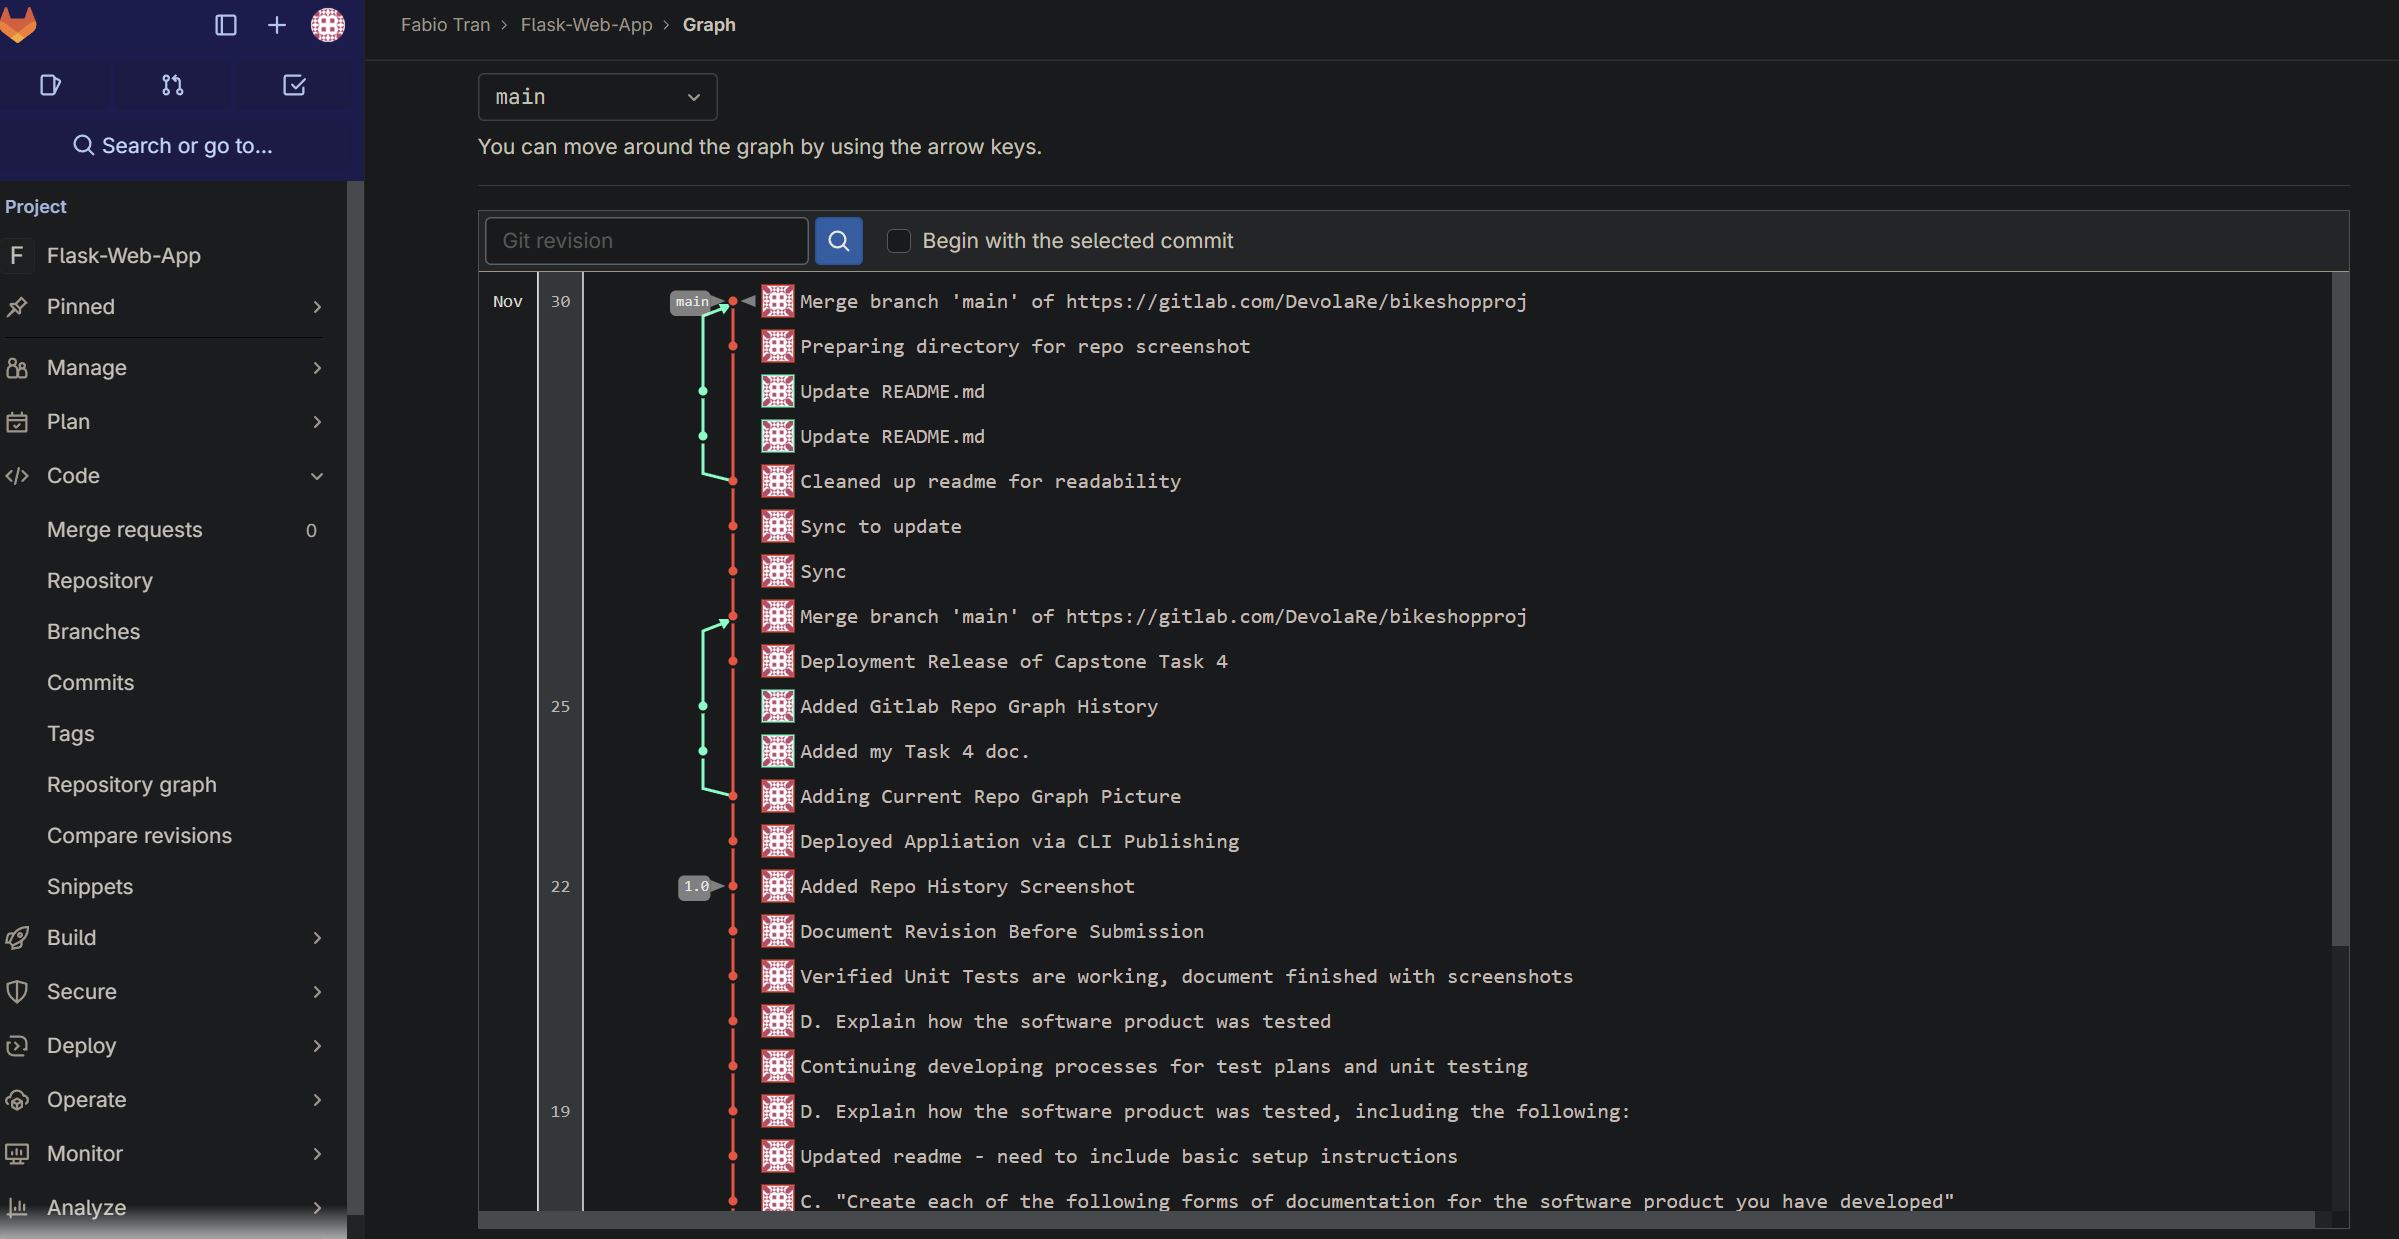 Fabio Tran > Flask-Web-App > Graph
Search or go to...
Project
F Flask-Web-App
Pinned
Manage
Plan
Code
Merge requests 0
Repository
Branches
Commits
Tags
Repository graph
Compare revisions
Snippets
Build
Secure
Deploy
Operate
Monitor
Analyze
main
You can move around the graph by using the arrow keys.
Git revision
Begin with the selected commit
Nov 30 main Merge branch 'main' of https://gitlab.com/DevolaRe/bikeshopproj
Preparing directory for repo screenshot
Update README.md
Update README.md
Cleaned up readme for readability
Sync to update
Sync
Merge branch 'main' of https://gitlab.com/DevolaRe/bikeshopproj
Deployment Release of Capstone Task 4
25 Added Gitlab Repo Graph History
Added my Task 4 doc.
Adding Current Repo Graph Picture
Deployed Appliation via CLI Publishing
22 1.0 Added Repo History Screenshot
Document Revision Before Submission
Verified Unit Tests are working, document finished with screenshots
D. Explain how the software product was tested
Continuing developing processes for test plans and unit testing
19 D. Explain how the software product was tested, including the following:
Updated readme - need to include basic setup instructions
C. "Create each of the following forms of documentation for the software product you have developed"